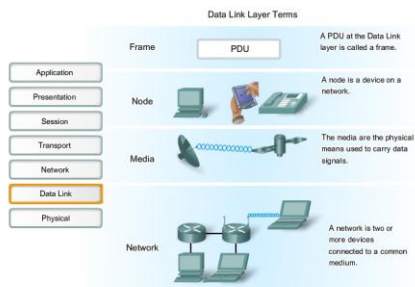 Data Link Layer Terms
Frame
PDU
A PDU at the Data Link
layer is called a frame.
Application
Presentation
Session
Transport
Network
Data Link
Physical
Node
A node is a device on a
network.
Media
The media are the physical
means used to carry data
signals.
Network
A network is two or
more devices
connected to a common
medium.